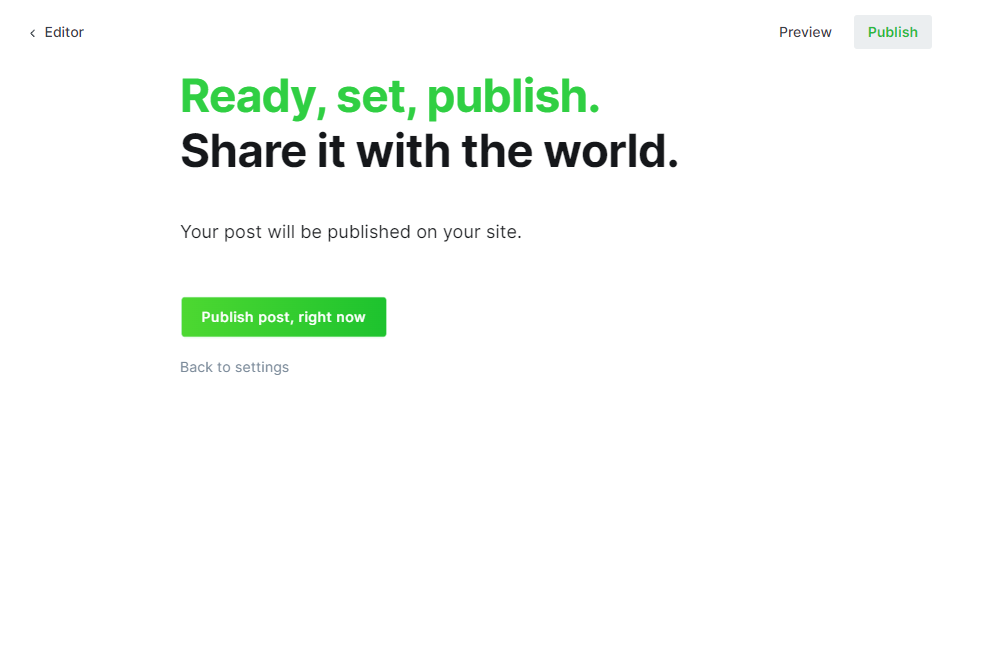 Editor
Preview
Publish
Ready, set, publish.
Share it with the world.
Your post will be published on your site.
Publish post, right now
Back to settings